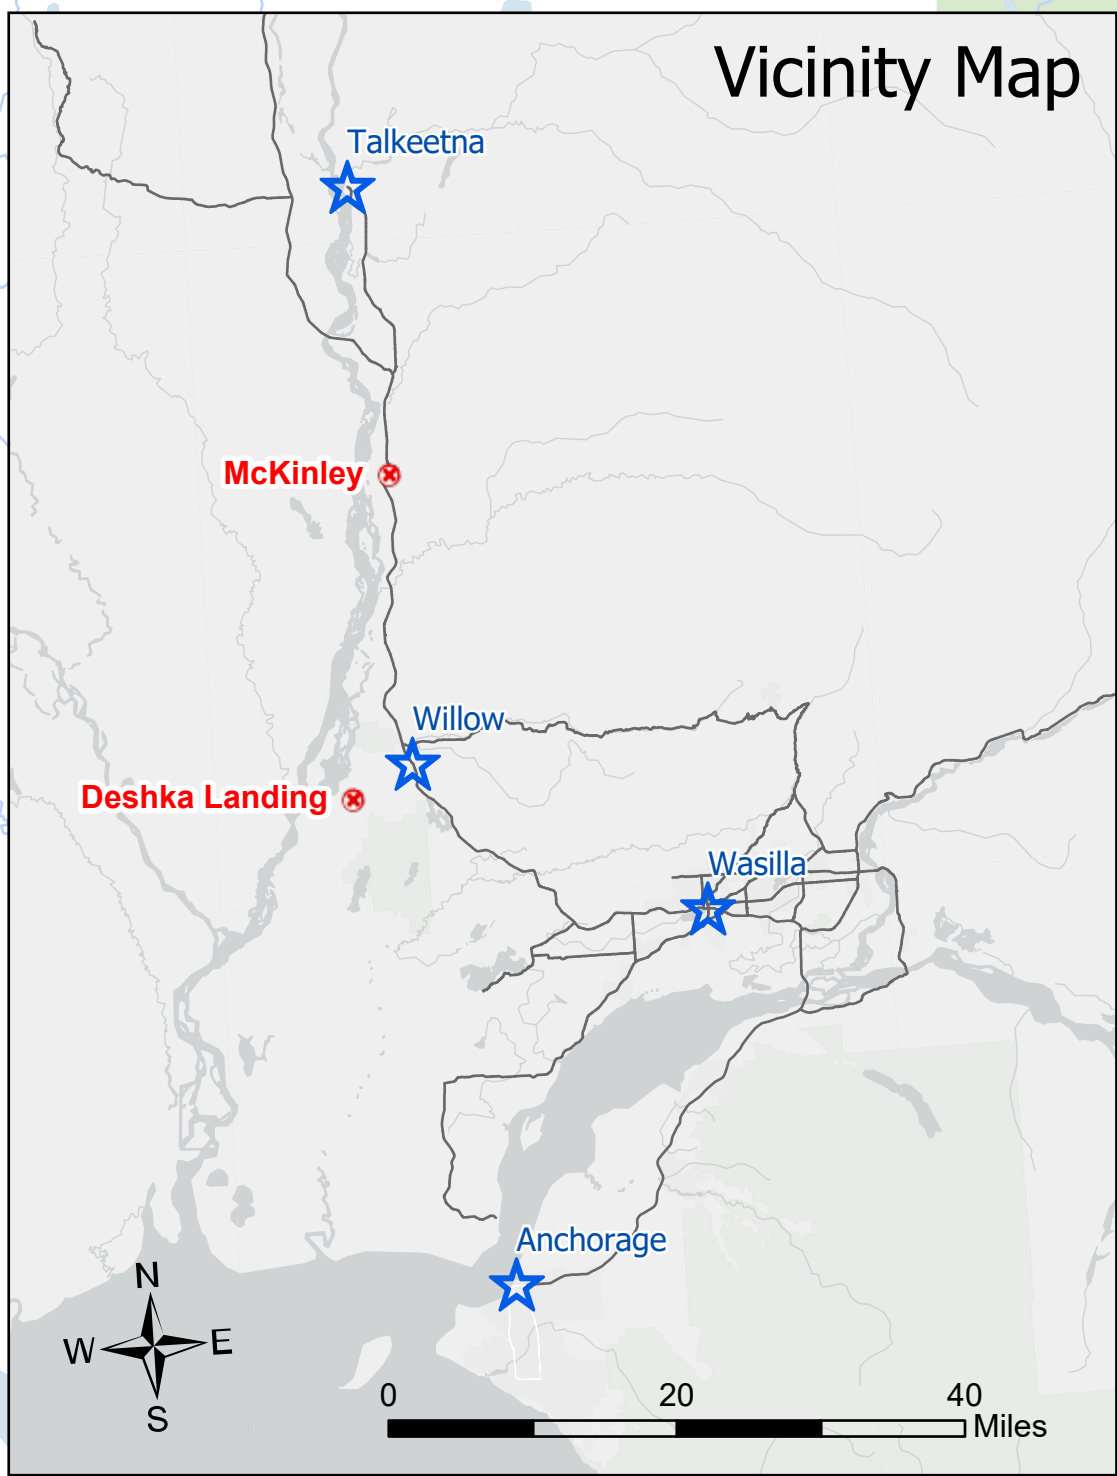 Vicinity Map
Talkeetna
McKinley
Willow
Deshka Landing
Wasilla
Anchorage
N
W E
S
0 20 40
Miles